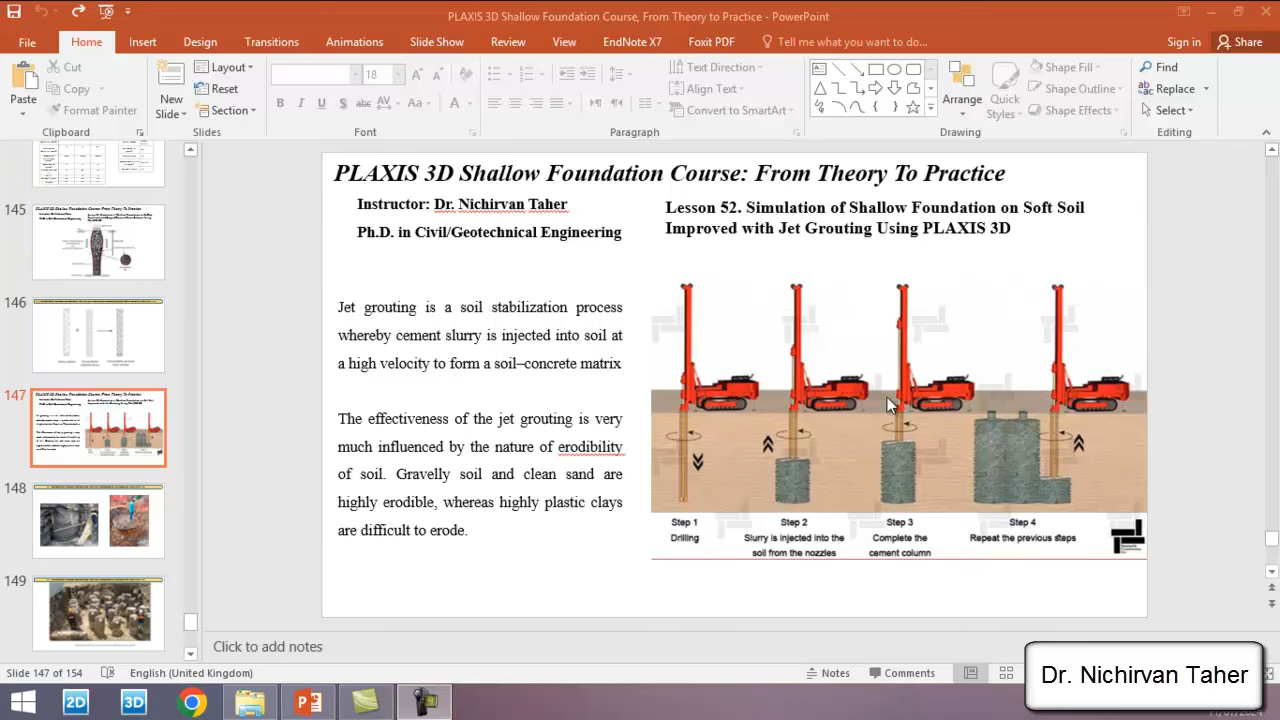 PLAXIS 3D Shallow Foundation Course, From Theory to Practice - PowerPoint
File Home Insert Design Transitions Animations Slide Show Review View EndNote X7 Foxit PDF Tell me what you want to do... Sign in Share
Paste
Cut
Copy
Format Painter
Clipboard
New
Slide
Layout
Reset
Section
Slides
18
B I U S abc AV Aa A
Font
Text Direction
Align Text
Convert to SmartArt
Paragraph
Arrange
Quick
Styles
Shape Fill
Shape Outline
Shape Effects
Drawing
Find
Replace
Select
Editing
145
146
147
148
149
PLAXIS 3D Shallow Foundation Course: From Theory To Practice
Instructor: Dr. Nichirvan Taher
Ph.D. in Civil/Geotechnical Engineering
Lesson 52. Simulation of Shallow Foundation on Soft Soil
Improved with Jet Grouting Using PLAXIS 3D
Jet grouting is a soil stabilization process
whereby cement slurry is injected into soil at
a high velocity to form a soil–concrete matrix
The effectiveness of the jet grouting is very
much influenced by the nature of erodibility
of soil. Gravelly soil and clean sand are
highly erodible, whereas highly plastic clays
are difficult to erode.
Step 1
Drilling
Step 2
Slurry is injected into the
soil from the nozzles
Step 3
Complete the
cement column
Step 4
Repeat the previous steps
Click to add notes
Slide 147 of 154 English (United Kingdom) Notes Comments
2D 3D
Dr. Nichirvan Taher